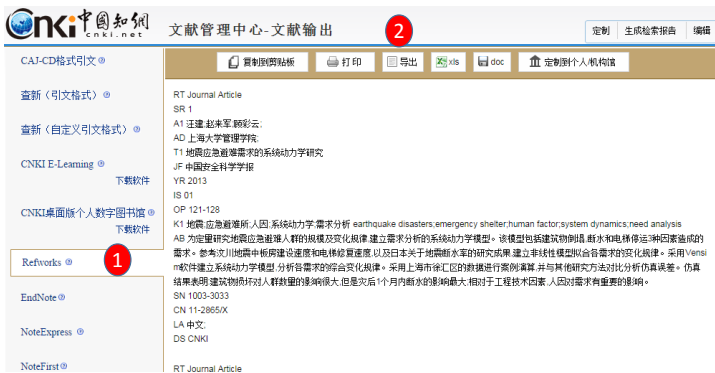 Cnki中国知网
cnki.net
文献管理中心-文献输出
2
定制
生成检索报告
编辑
CAJ-CD格式引文
查新（引文格式）
查新（自定义引文格式）
CNKI E-Learning
下载软件
CNKI桌面版个人数字图书馆
下载软件
Refworks
1
EndNote
NoteExpress
NoteFirst
复制到剪贴板
打印
导出
xls
doc
定制到个人/机构馆
RT Journal Article
SR 1
A1 汪建;赵来军;顾彩云;
AD 上海大学管理学院;
T1 地震应急避难需求的系统动力学研究
JF 中国安全科学学报
YR 2013
IS 01
OP 121-128
K1 地震;应急避难所;人因;系统动力学;需求分析 earthquake disasters;emergency shelter;human factor;system dynamics;need analysis
AB 为定量研究地震应急避难人群的规模及变化规律,建立需求分析的系统动力学模型。该模型包括建筑物倒塌,断水和电梯停运3种因素造成的
需求。参考汶川地震中板房建设速度和电梯修复速度,以及日本关于地震断水率的研究成果,建立非线性模型拟合各需求的变化规律。采用Vensi
m软件建立系统动力学模型,分析各需求的综合变化规律。采用上海市徐汇区的数据进行案例演算,并与其他研究方法对比分析仿真误差。仿真
结果表明:建筑物损坏对人群数量的影响很大,但是灾后1个月内断水的影响最大;相对于工程技术因素,人因对需求有重要的影响。
SN 1003-3033
CN 11-2865/X
LA 中文;
DS CNKI
RT Journal Article